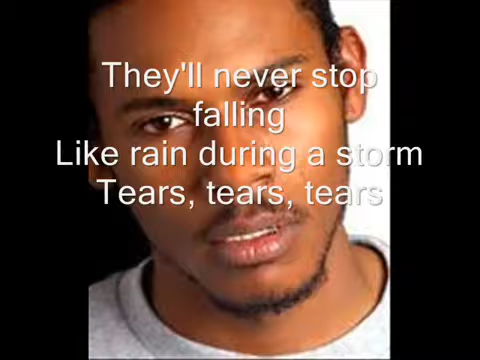 They'll never stop
falling
Like rain during a storm
Tears, tears, tears